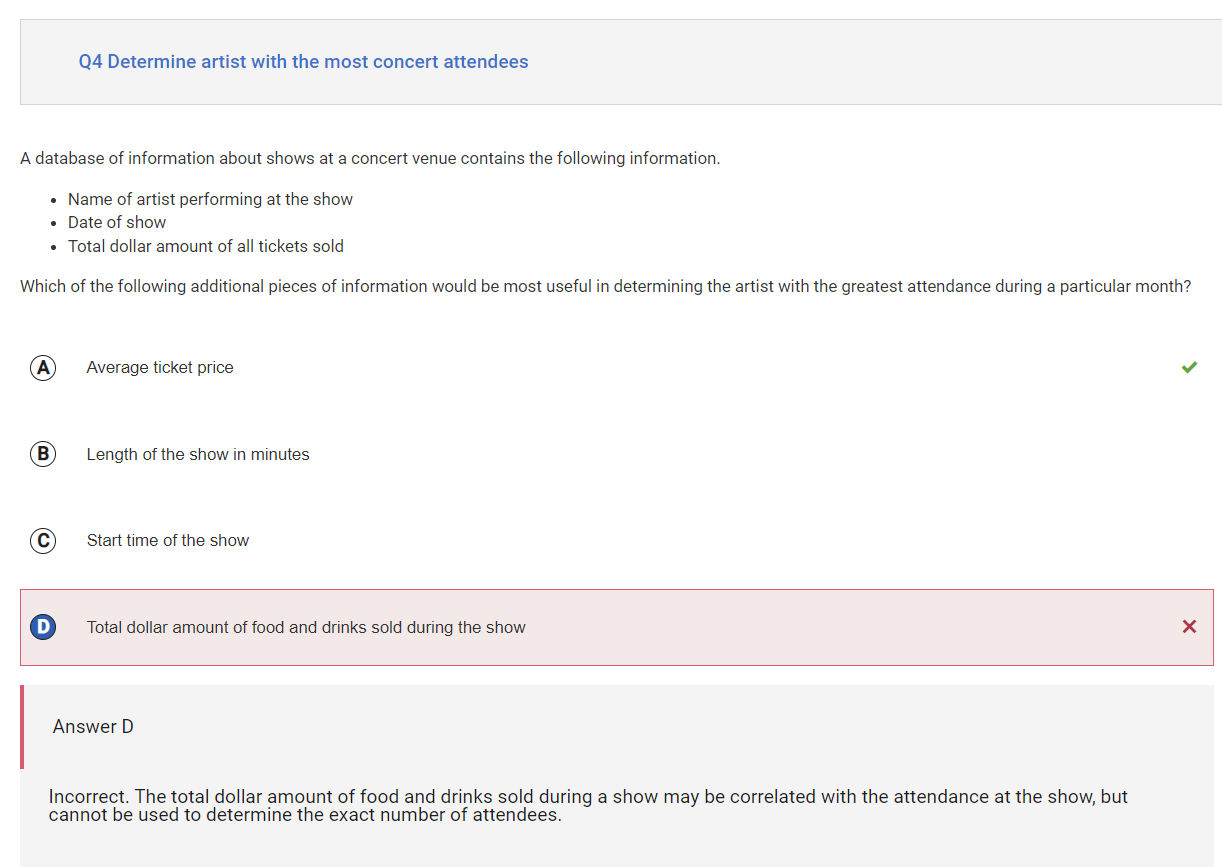 Q4 Determine artist with the most concert attendees
A database of information about shows at a concert venue contains the following information.
• Name of artist performing at the show
• Date of show
• Total dollar amount of all tickets sold
Which of the following additional pieces of information would be most useful in determining the artist with the greatest attendance during a particular month?
A Average ticket price
B Length of the show in minutes
C Start time of the show
D Total dollar amount of food and drinks sold during the show
Answer D
Incorrect. The total dollar amount of food and drinks sold during a show may be correlated with the attendance at the show, but
cannot be used to determine the exact number of attendees.